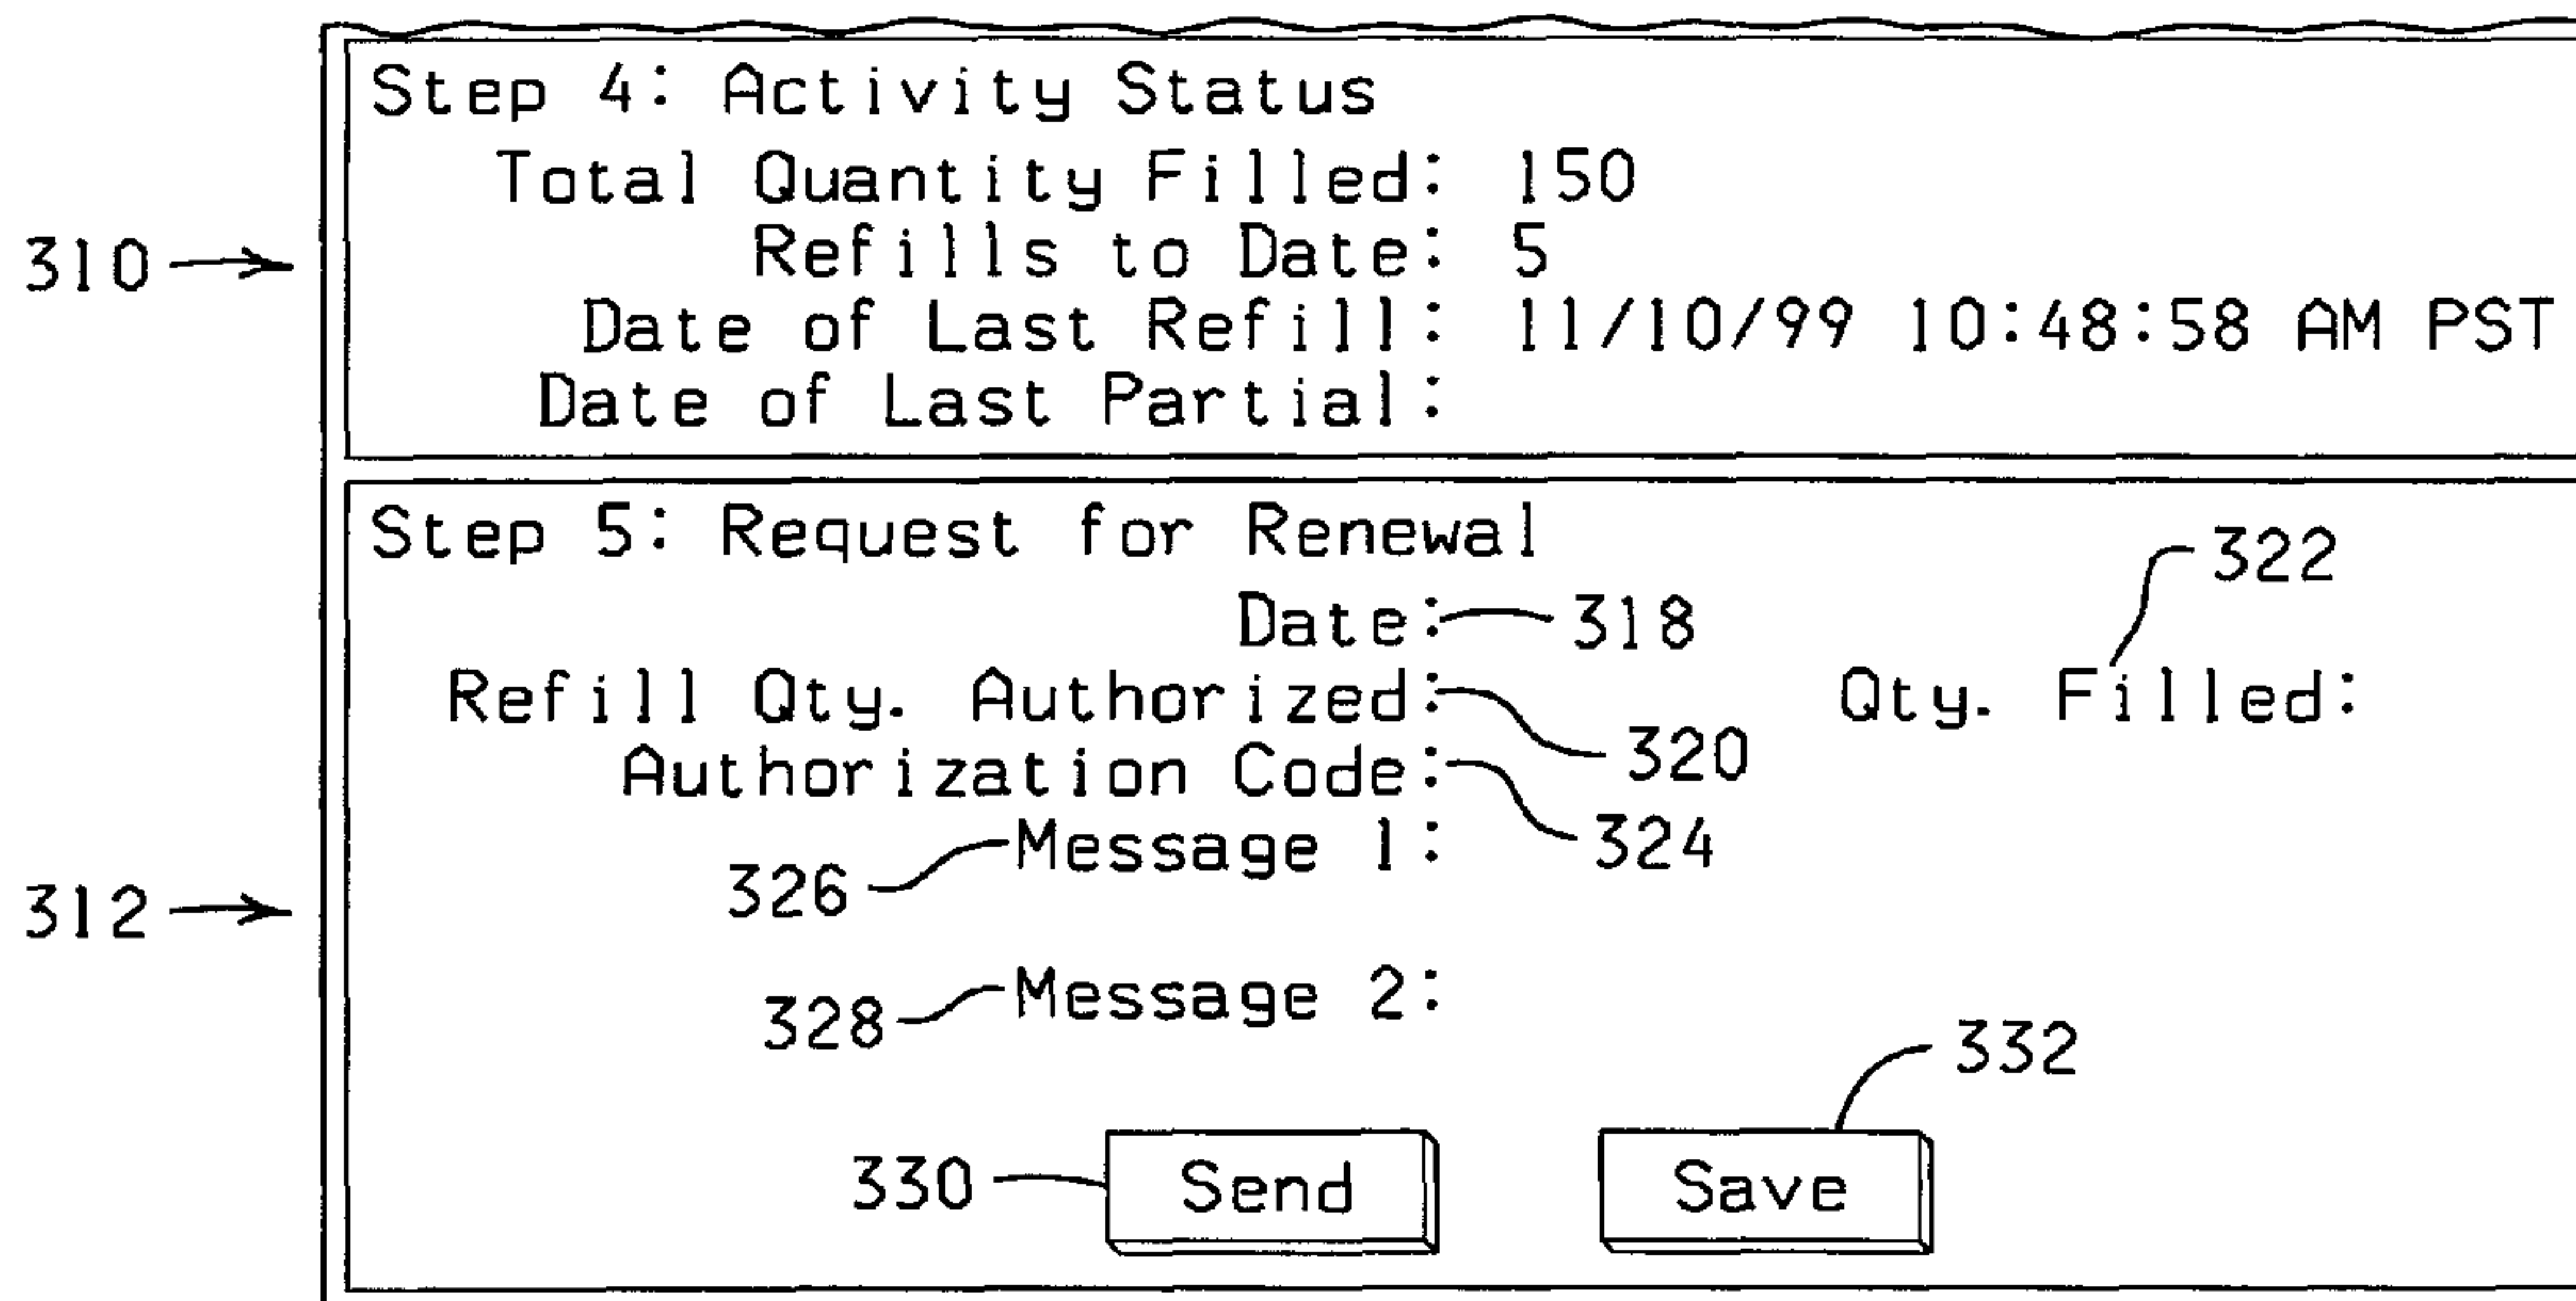 Step 4: Activity Status
Total Quantity Filled: 150
310
Refills to Date: 5
Date of Last Refill: 11/10/99 10:48:58 AM PST
Date of Last Partial:
Step 5: Request for Renewal
322
Date: 318
Refill Qty. Authorized: Qty. Filled:
320
Authorization Code:
324
Message 1:
326
312
Message 2:
328
332
330 Send Save